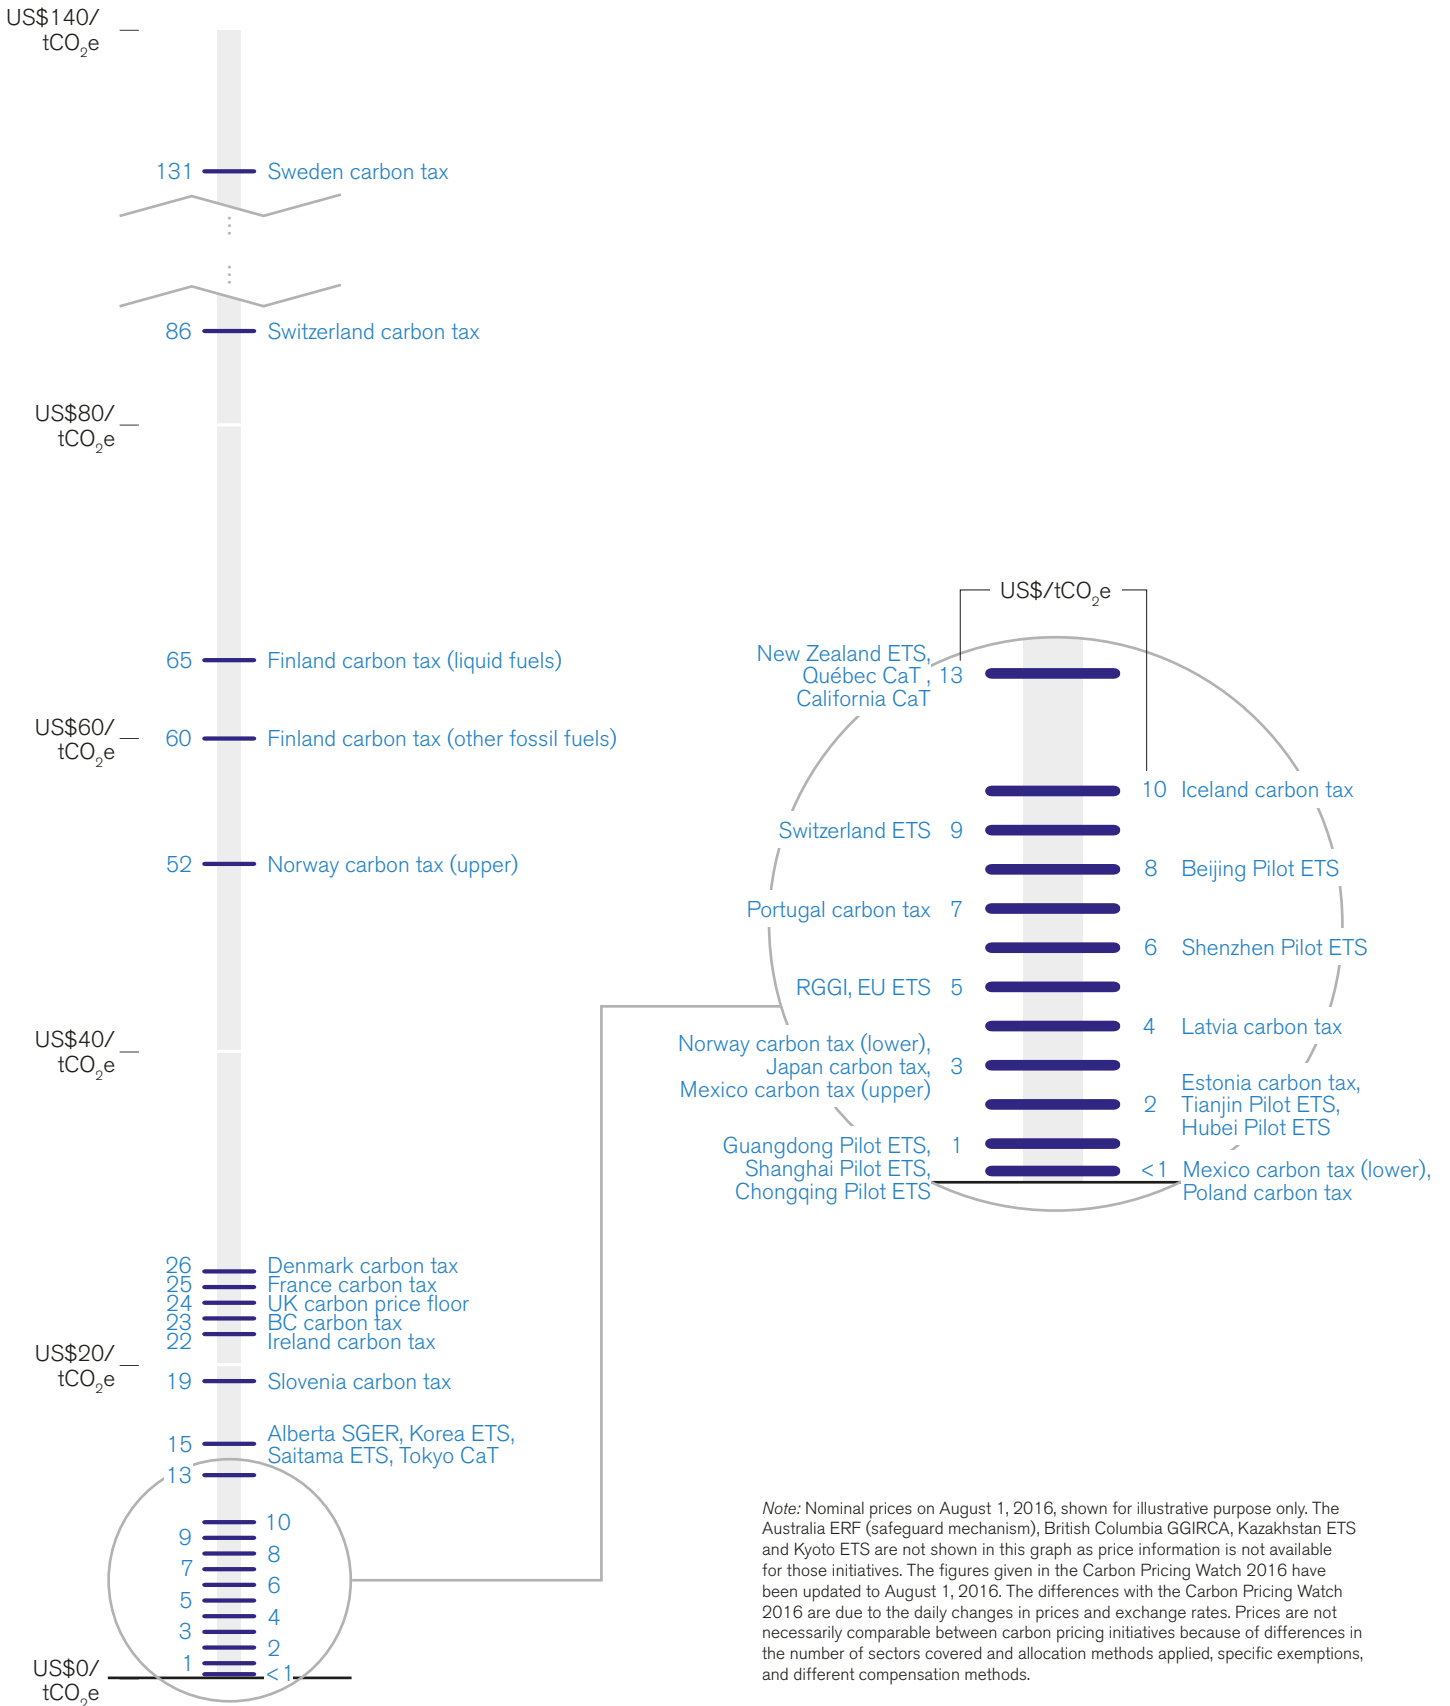 US$140/
tCO₂e
131 Sweden carbon tax
86 Switzerland carbon tax
US$80/
tCO₂e
65 Finland carbon tax (liquid fuels)
US$60/
tCO₂e
60 Finland carbon tax (other fossil fuels)
52 Norway carbon tax (upper)
US$40/
tCO₂e
26 Denmark carbon tax
25 France carbon tax
24 UK carbon price floor
23 BC carbon tax
22 Ireland carbon tax
US$20/
tCO₂e
19 Slovenia carbon tax
15 Alberta SGER, Korea ETS,
Saitama ETS, Tokyo CaT
13
10
9
8
7
6
5
4
3
2
1
<1
US$0/
tCO₂e
US$/tCO₂e
New Zealand ETS,
Québec CaT , 13
California CaT
10 Iceland carbon tax
Switzerland ETS 9
8 Beijing Pilot ETS
Portugal carbon tax 7
6 Shenzhen Pilot ETS
RGGI, EU ETS 5
4 Latvia carbon tax
Norway carbon tax (lower),
Japan carbon tax, 3
Mexico carbon tax (upper)
Estonia carbon tax,
2 Tianjin Pilot ETS,
Hubei Pilot ETS
Guangdong Pilot ETS, 1
Shanghai Pilot ETS,
Chongqing Pilot ETS
<1 Mexico carbon tax (lower),
Poland carbon tax
Note: Nominal prices on August 1, 2016, shown for illustrative purpose only. The
Australia ERF (safeguard mechanism), British Columbia GGIRCA, Kazakhstan ETS
and Kyoto ETS are not shown in this graph as price information is not available
for those initiatives. The figures given in the Carbon Pricing Watch 2016 have
been updated to August 1, 2016. The differences with the Carbon Pricing Watch
2016 are due to the daily changes in prices and exchange rates. Prices are not
necessarily comparable between carbon pricing initiatives because of differences in
the number of sectors covered and allocation methods applied, specific exemptions,
and different compensation methods.